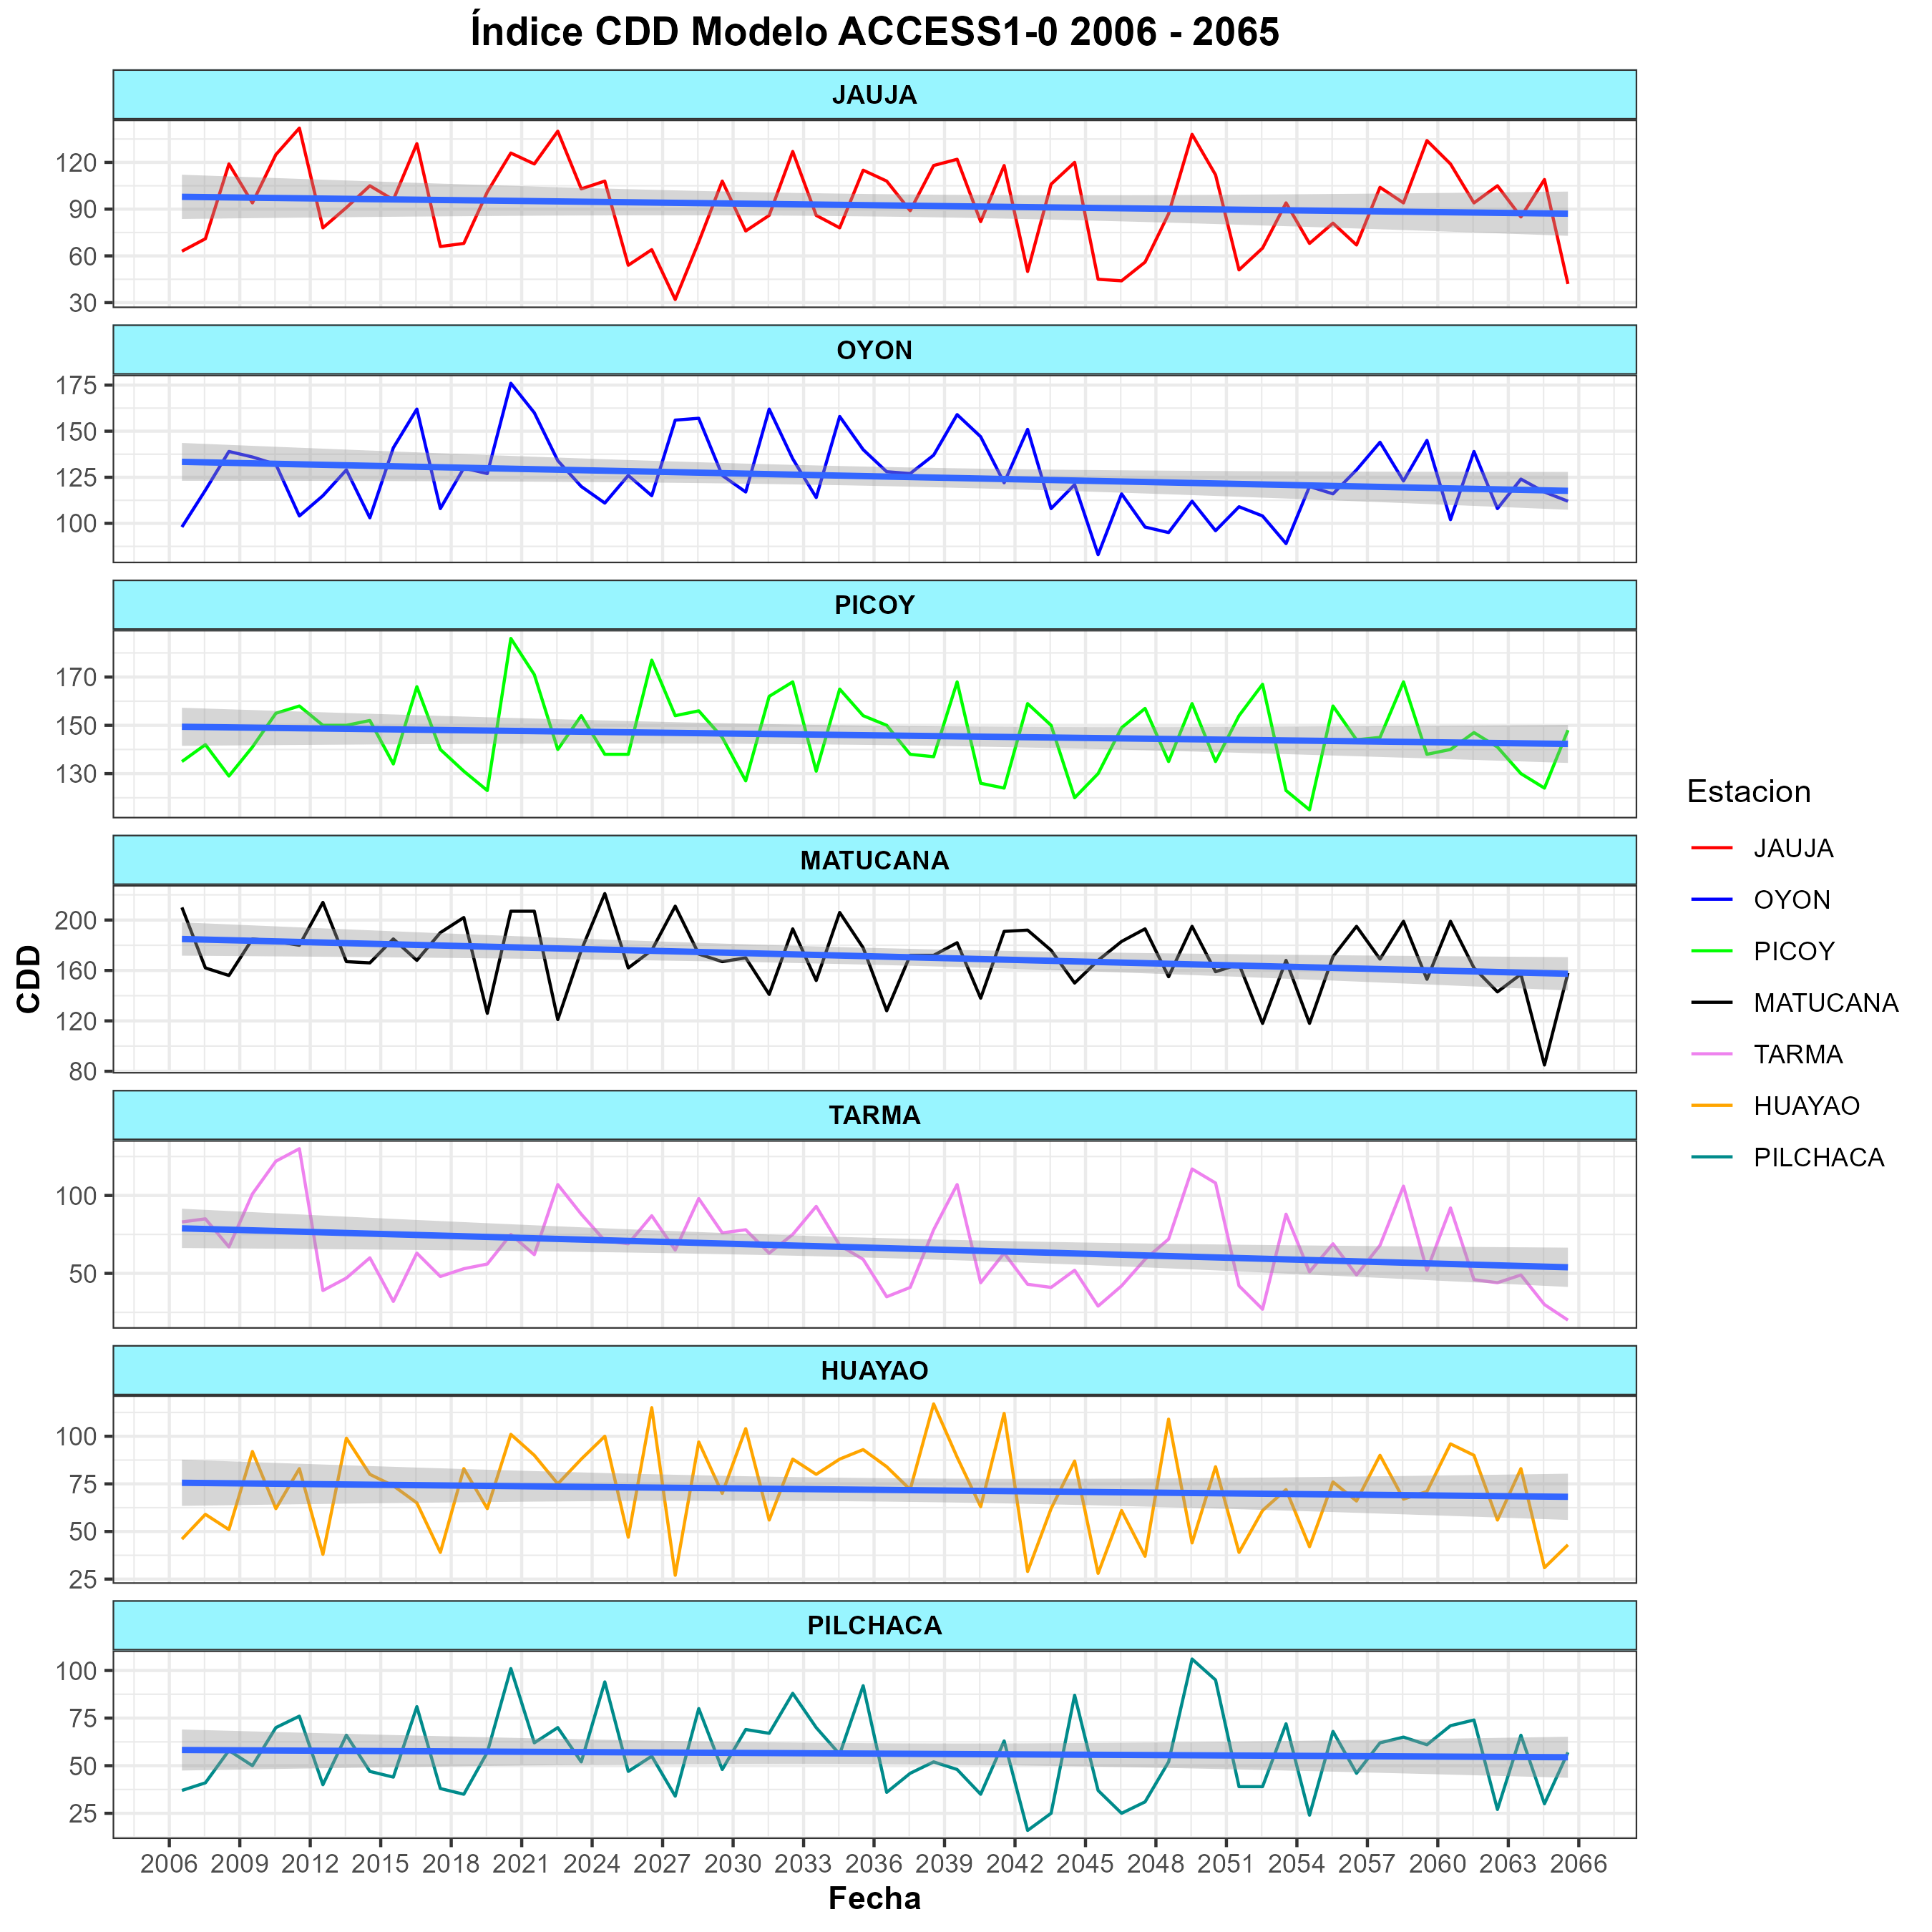 Índice CDD Modelo ACCESS1-0 2006 - 2065
JAUJA
120
90
60
30
OYON
175
150
125
100
PICOY
170
150
130
MATUCANA
200
160
120
80
TARMA
100
50
HUAYAO
100
75
50
25
PILCHACA
100
75
50
25
2006 2009 2012 2015 2018 2021 2024 2027 2030 2033 2036 2039 2042 2045 2048 2051 2054 2057 2060 2063 2066
Fecha
CDD
Estacion
JAUJA
OYON
PICOY
MATUCANA
TARMA
HUAYAO
PILCHACA